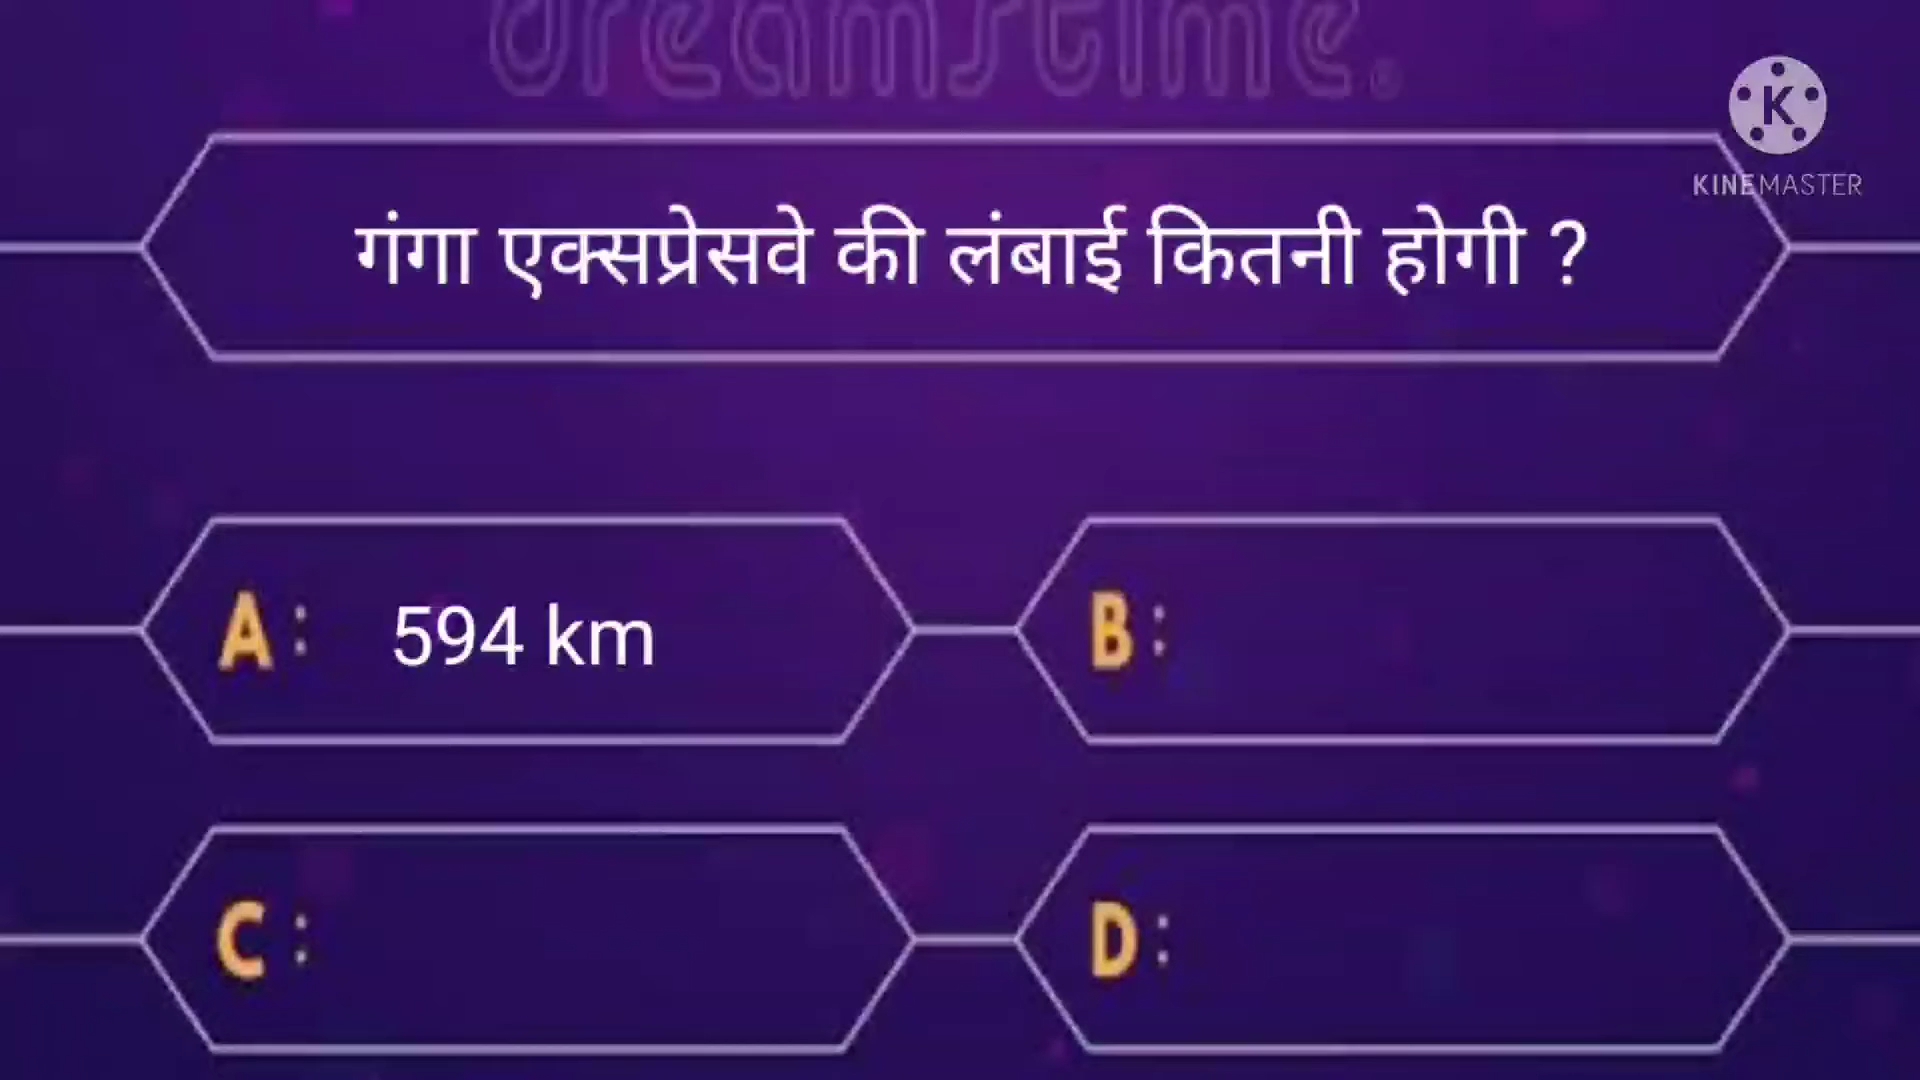 dreamstime
K
KINEMASTER
गंगा एक्सप्रेसवे की लंबाई कितनी होगी ?
A : 594 km
B :
C :
D :